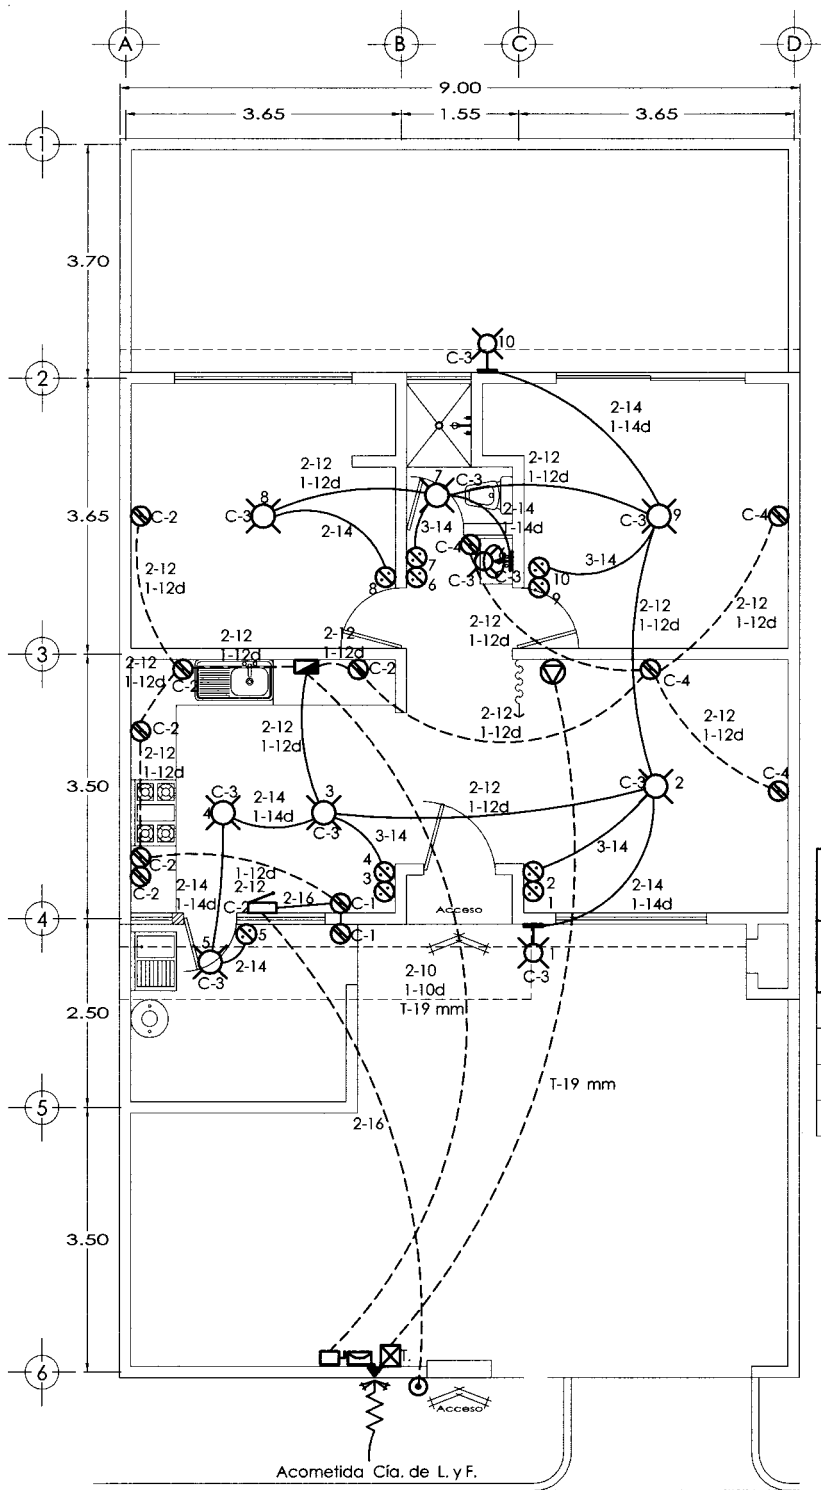 A B C D
9.00
3.65 1.55 3.65
1
3.70
10
C-3
2
2-14
1-14d
2-12
1-12d
2-12
1-12d
8
7
C-3
C-2
C-3
2-14
3-14
2-14
1-14d
C-3
9
C-4
3.65
C-4
7
6
8
C-3
C-3
3-14
10
9
2-12
1-12d
2-12
1-12d
2-12
1-12d
2-12
1-12d
3
2-12
1-12d
2-12
1-12d
2-12
1-12d
C-2
C-2
C-4
C-2
2-12
1-12d
2-12
1-12d
2-12
1-12d
2-12
1-12d
3.50
C-3
4
2-14
1-14d
3
C-3
2-12
1-12d
C-3
2
C-4
3-14
4
3
3-14
C-2
C-2
1-12d
2-12
2-14
1-14d
2-16
C-2
C-1
C-1
2
1
2-14
1-14d
4
Acceso
5
5
2-14
C-3
1
C-3
2-10
1-10d
T-19 mm
2.50
T-19 mm
5
2-16
3.50
T.
6
Acceso
Acometida Cía. de L. y F.